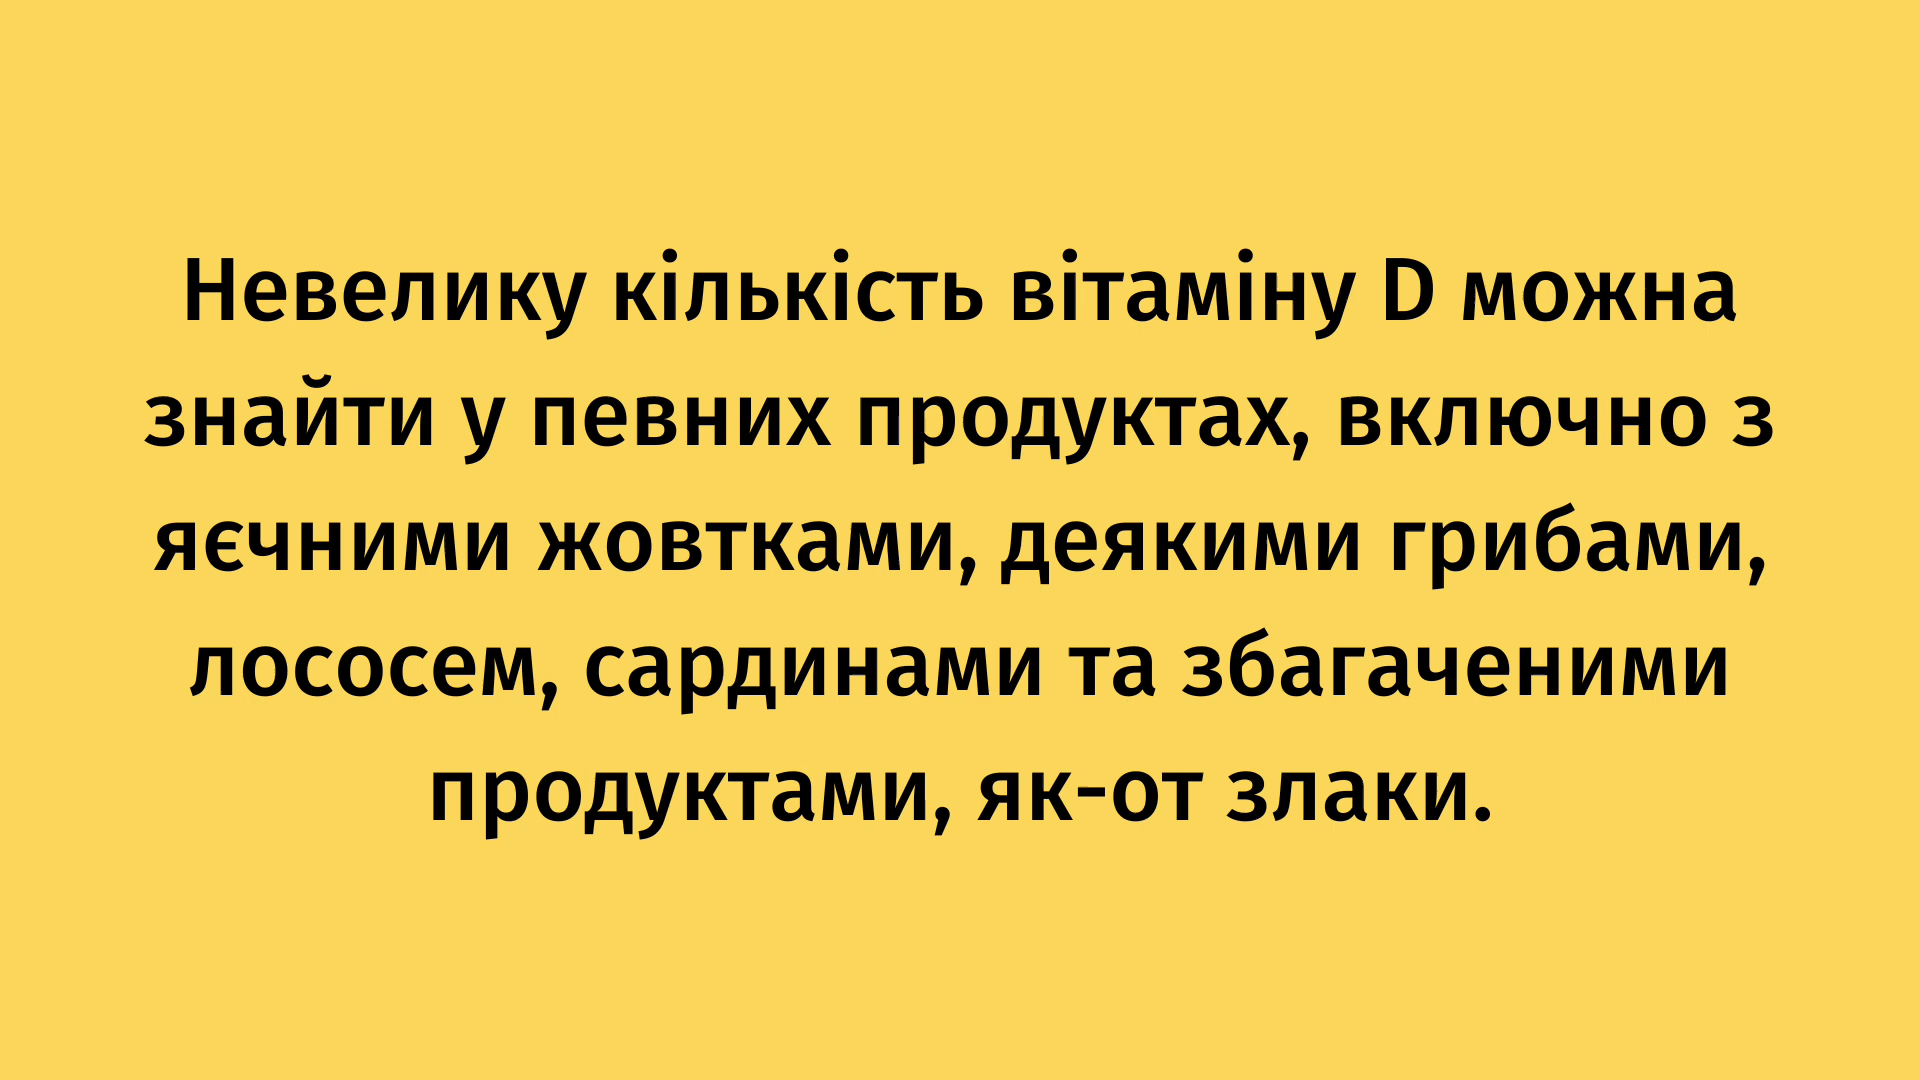 Невелику кількість вітаміну D можна
знайти у певних продуктах, включно з
яєчними жовтками, деякими грибами,
лососем, сардинами та збагаченими
продуктами, як-от злаки.